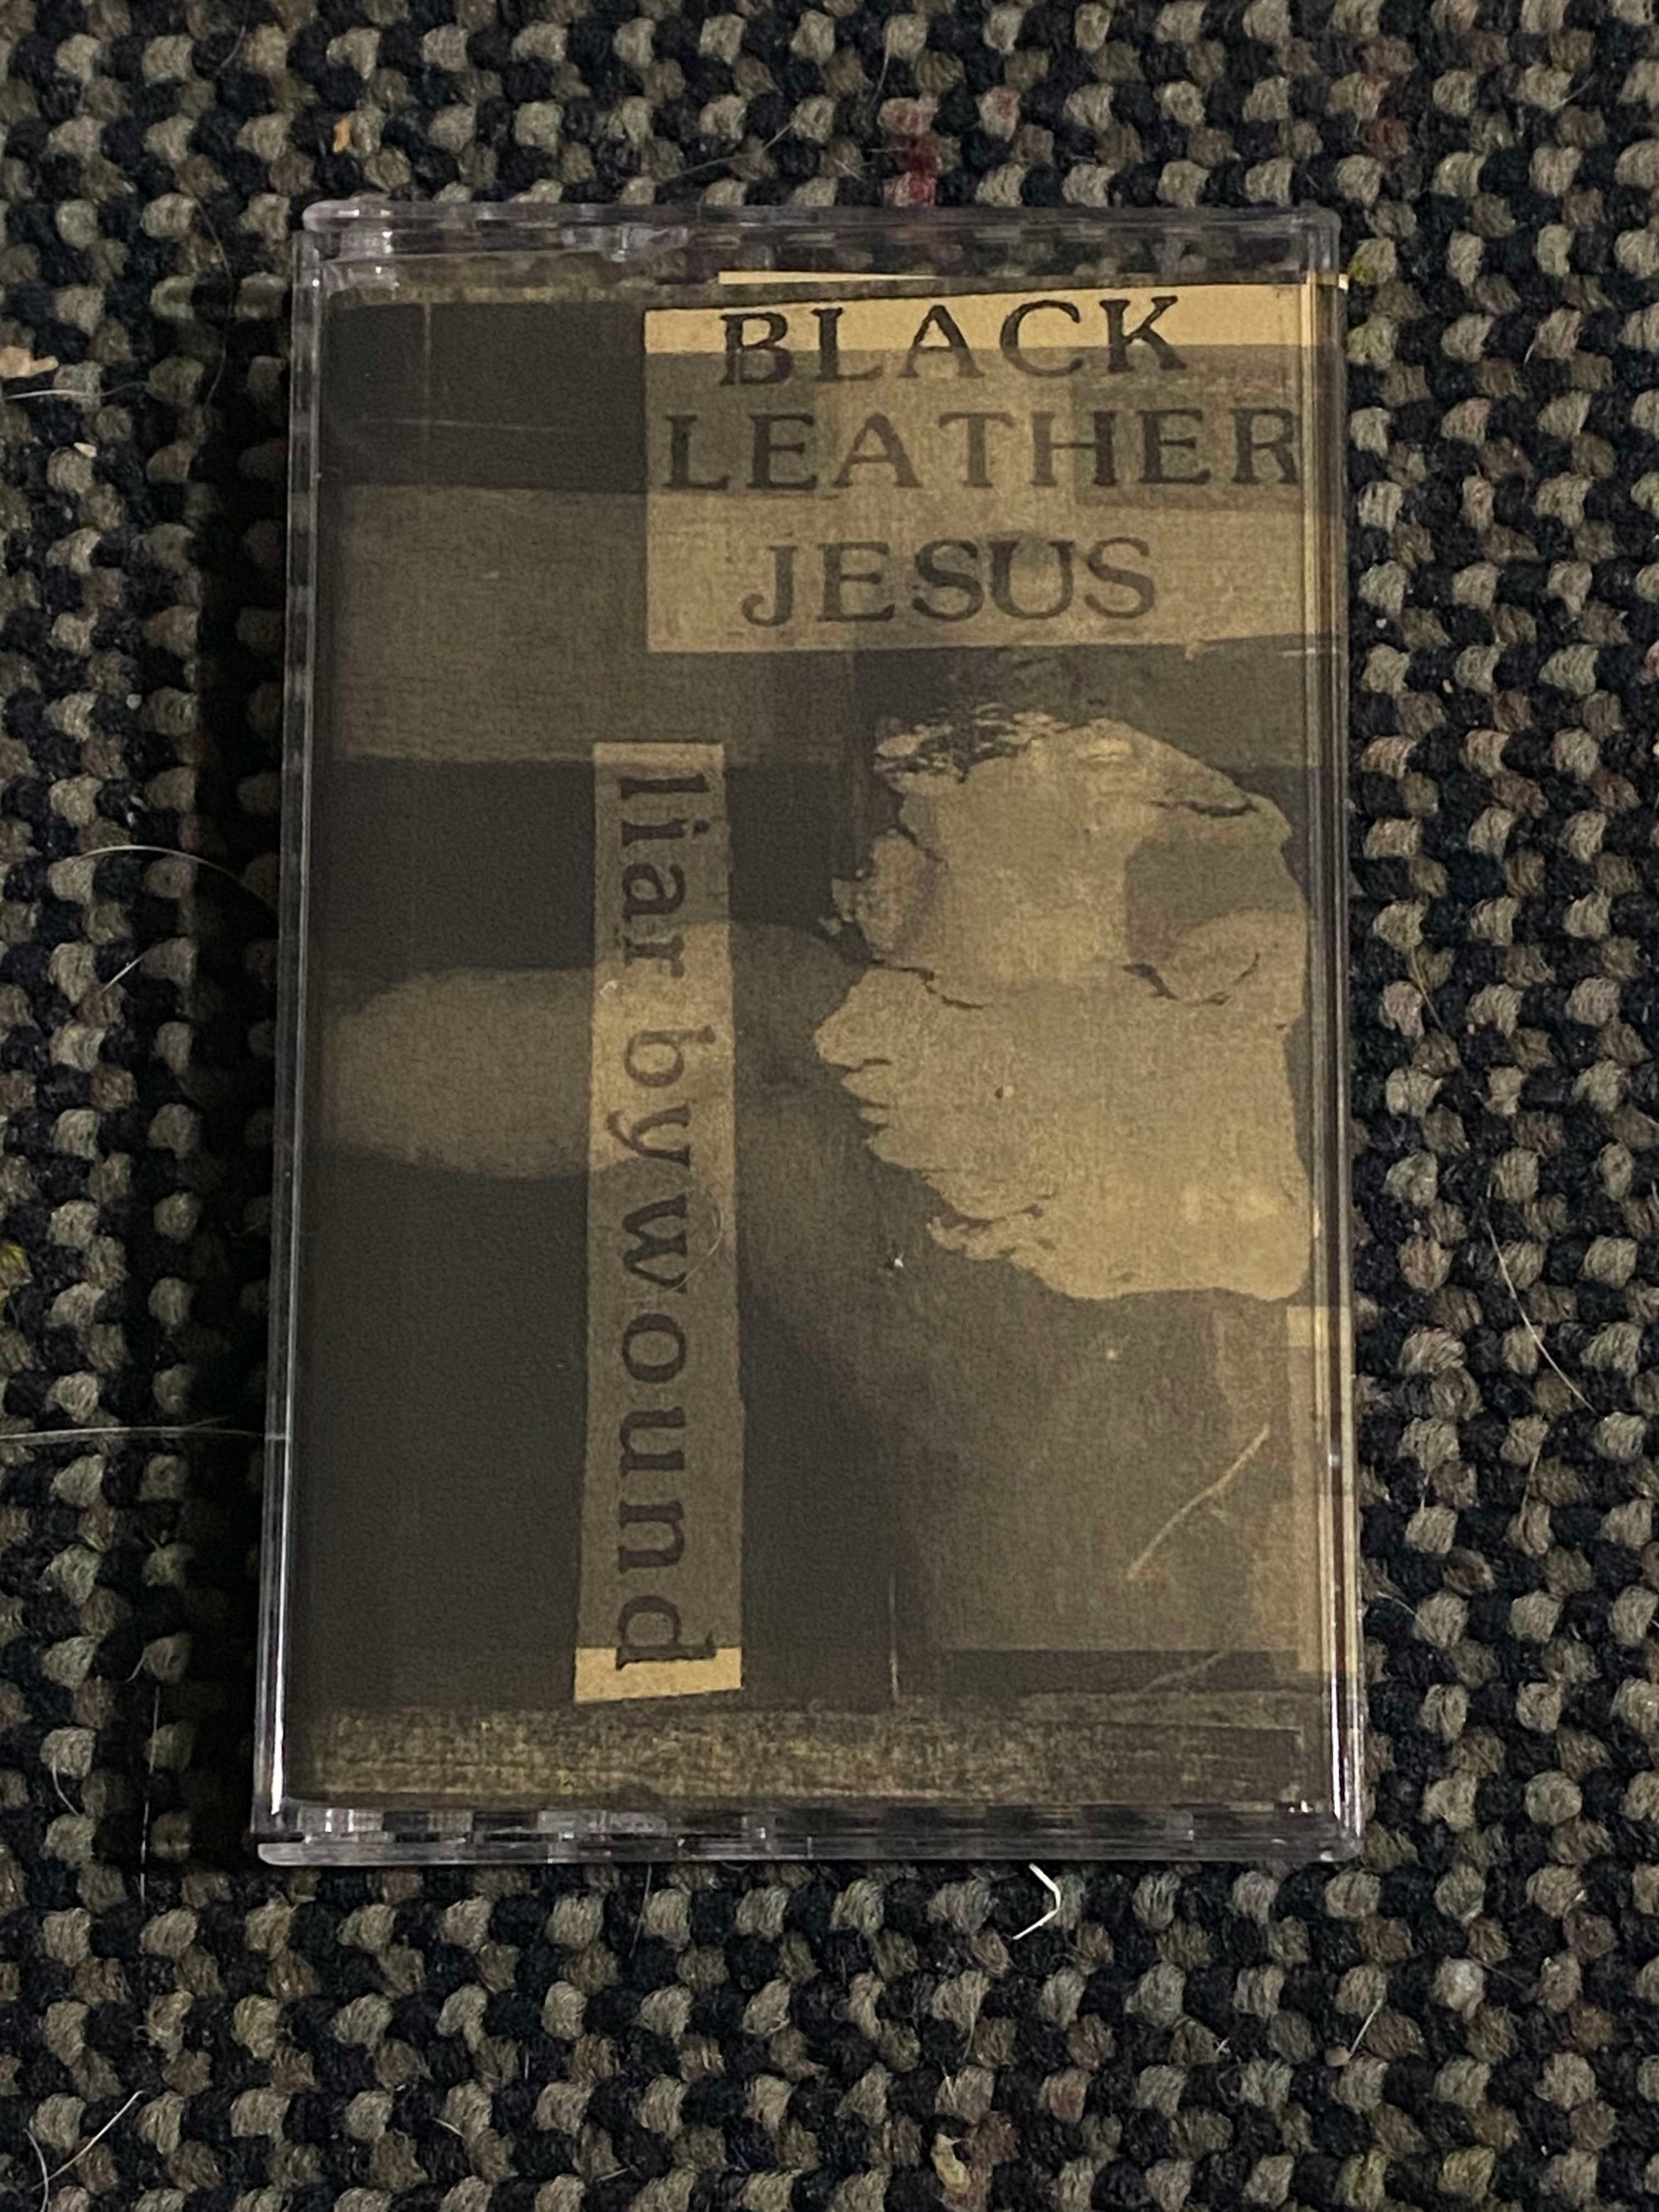 BLACK
LEATHER
JESUS
liar by wound